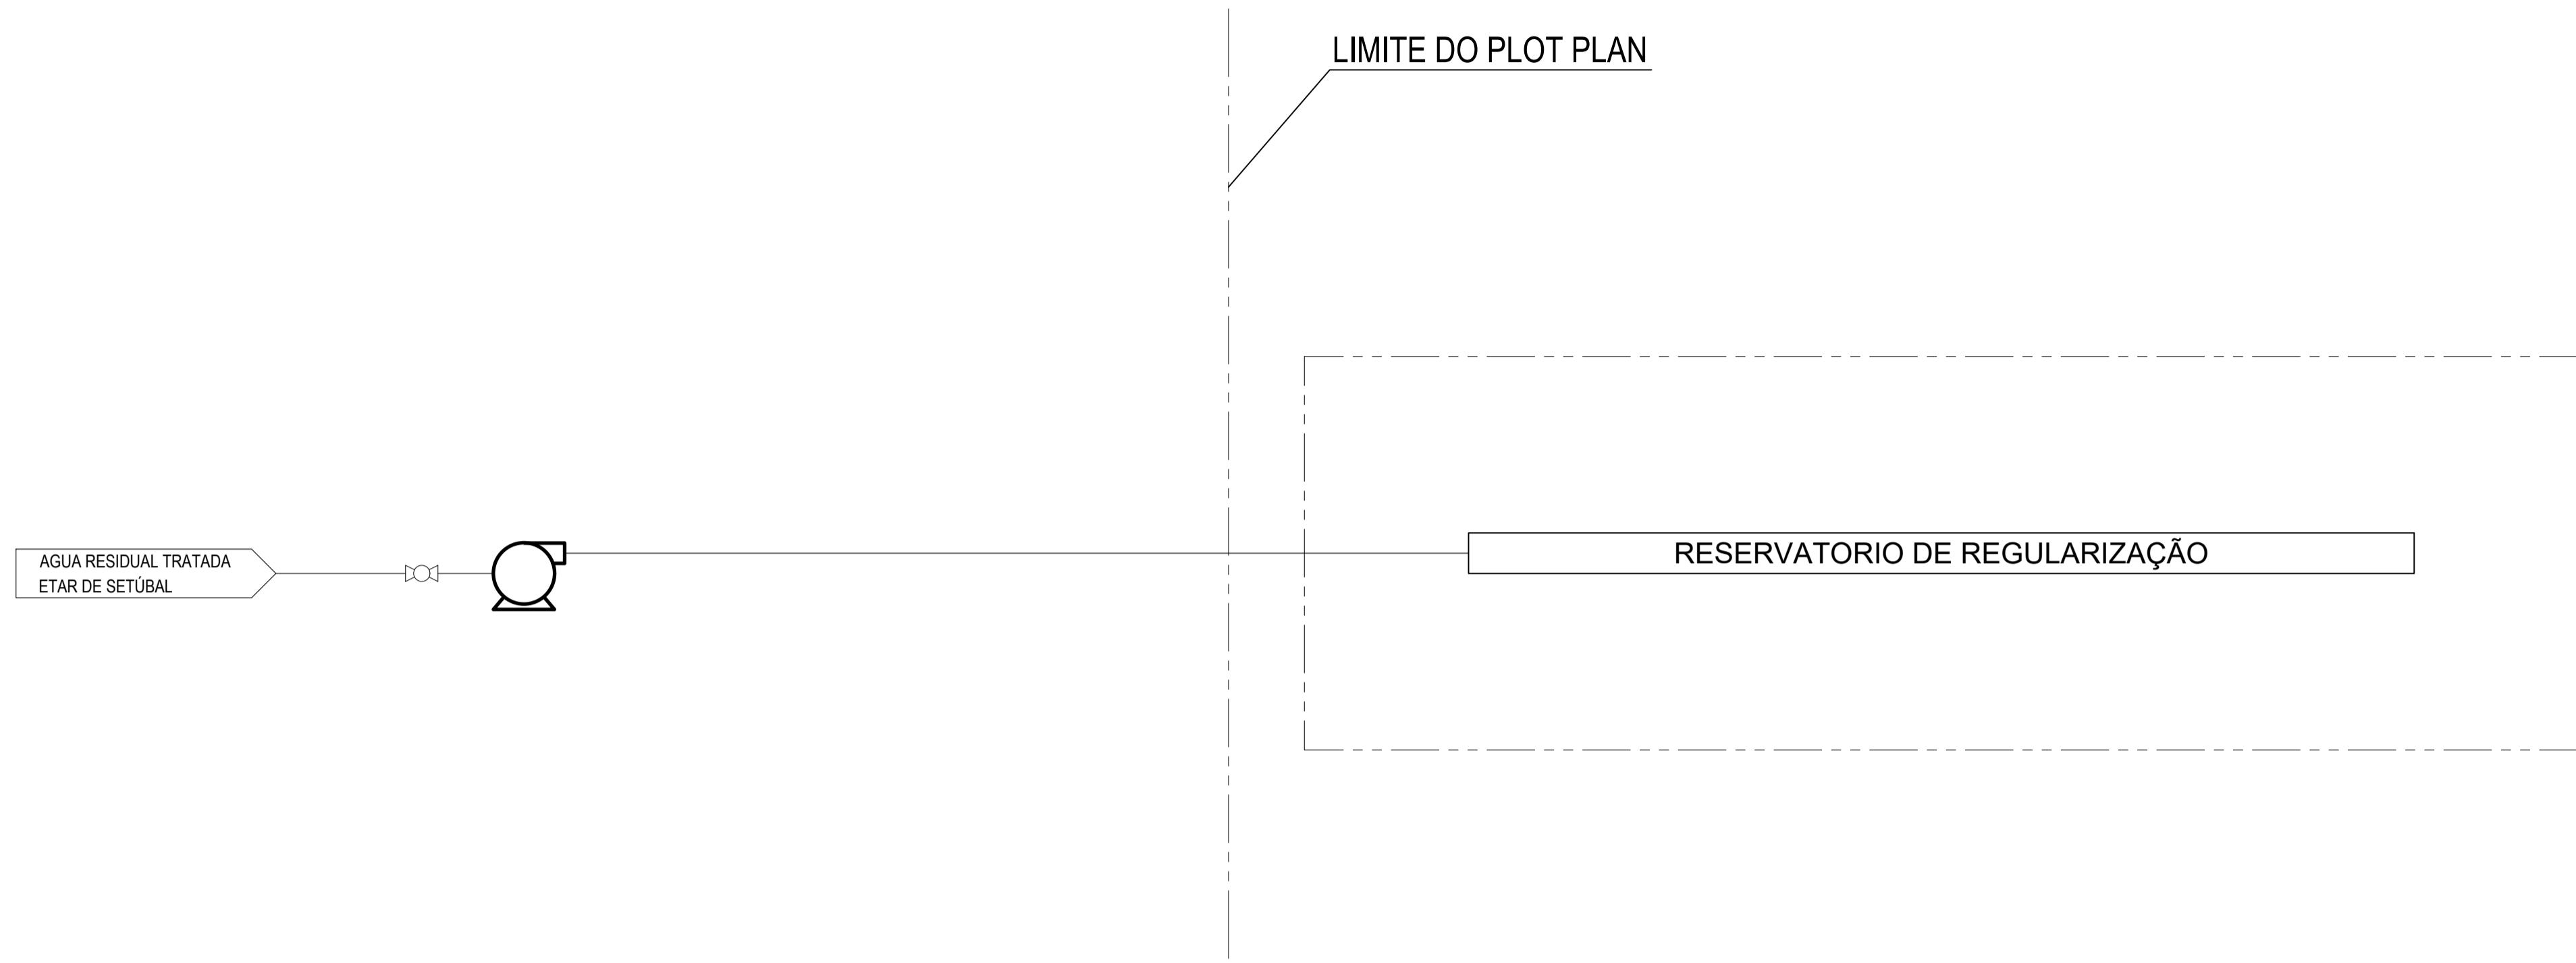 LIMITE DO PLOT PLAN
AGUA RESIDUAL TRATADA
ETAR DE SETÚBAL
RESERVATORIO DE REGULARIZAÇÃO